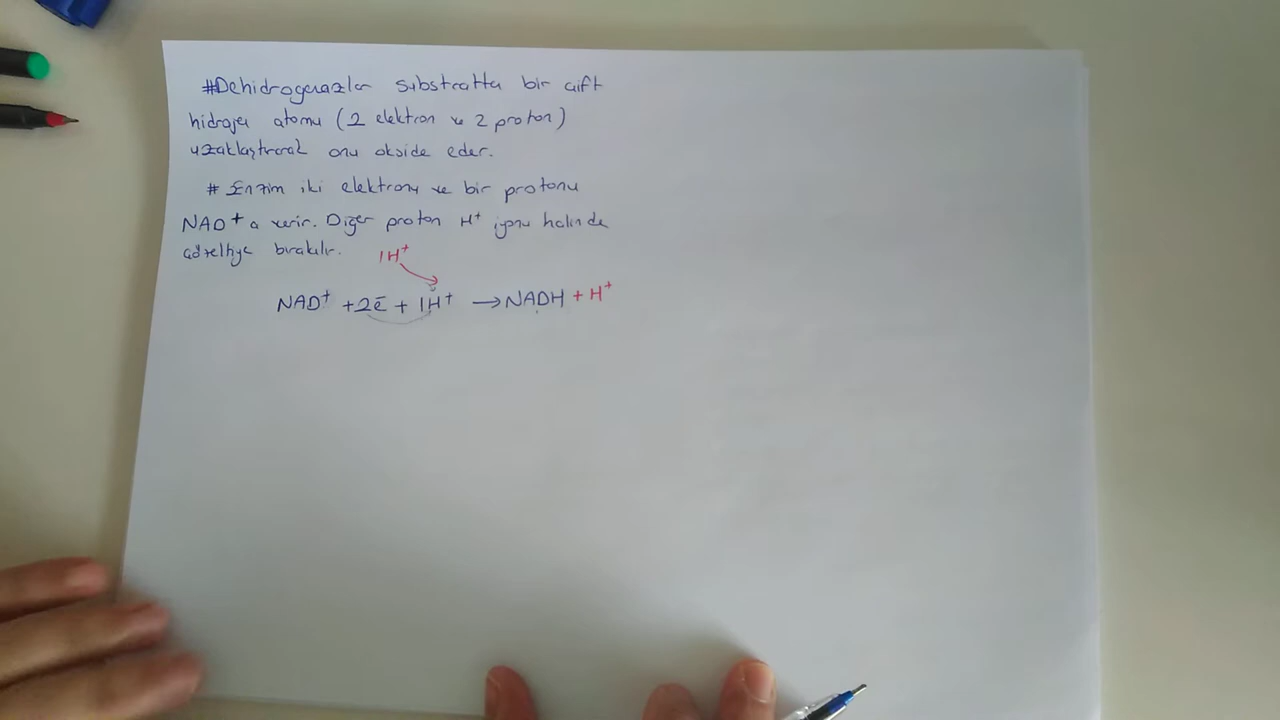 #Dehidrogenazlar substrattan bir çift
hidrojen atomu (2 elektron ve 2 proton)
uzaklaştırarak onu okside eder.
# Enzim iki elektronu ve bir protonu
NAD⁺ a verir. Diğer proton H⁺ iyonu halinde
çözeltiye bırakılır.
1H⁺
NAD⁺ +2ē + 1H⁺ → NADH + H⁺